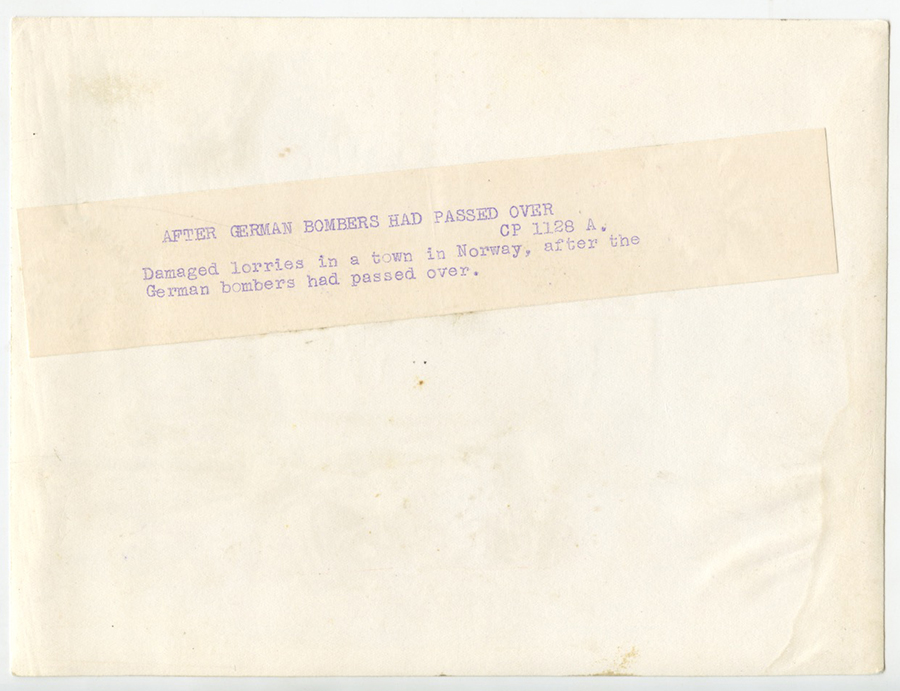 AFTER GERMAN BOMBERS HAD PASSED OVER
CP 1128 A.
Damaged lorries in a town in Norway, after the
German bombers had passed over.